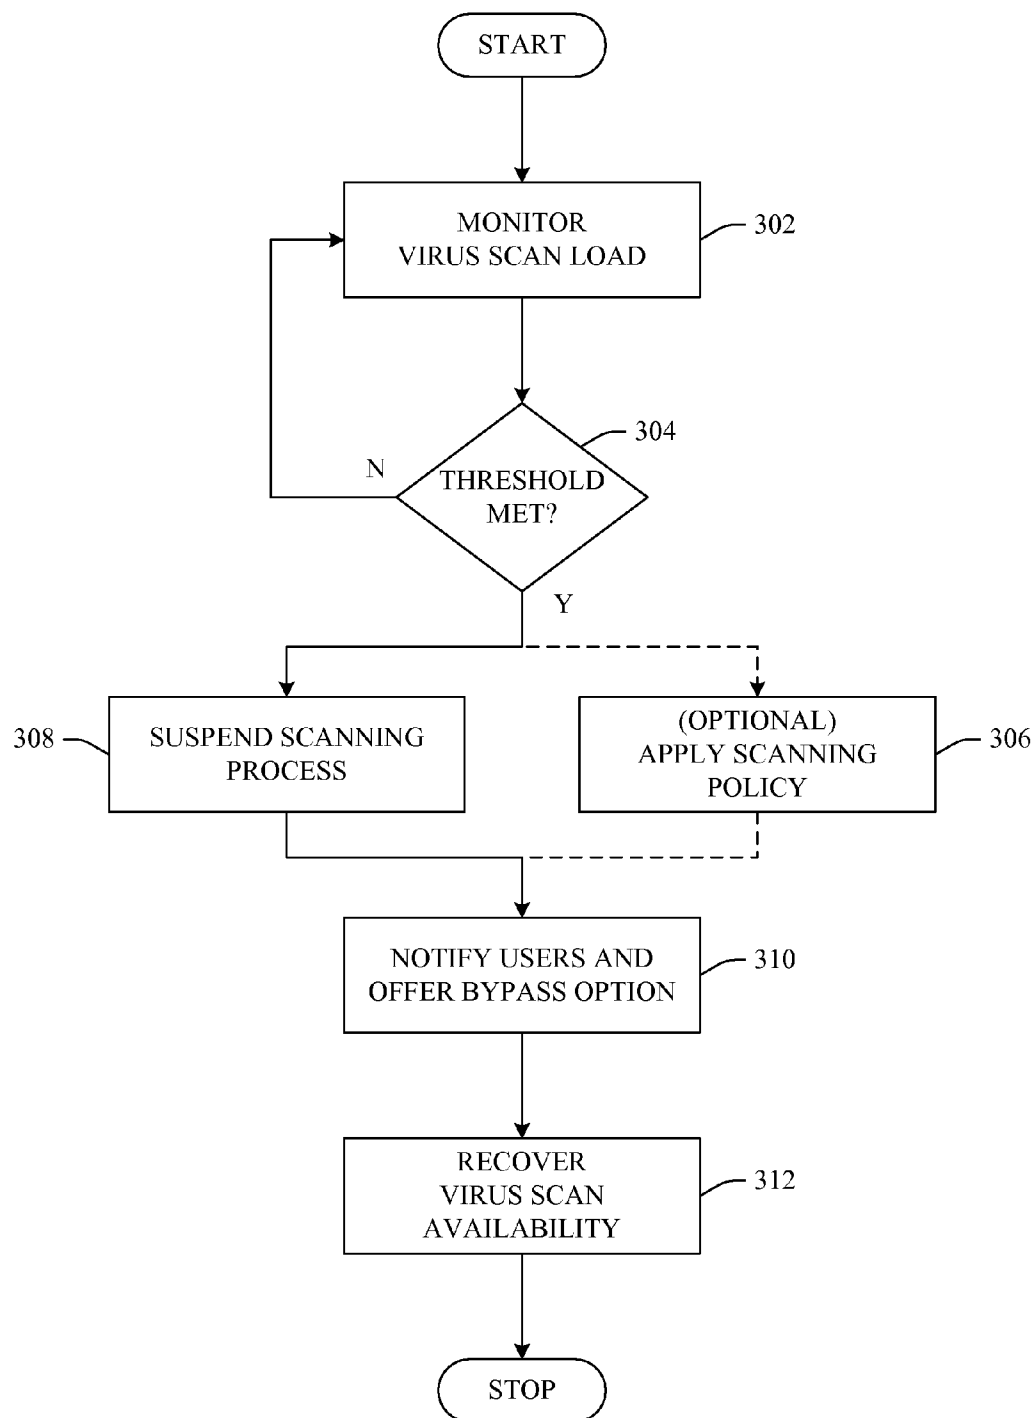 START
MONITOR
VIRUS SCAN LOAD
302
304
N
THRESHOLD
MET?
Y
308
SUSPEND SCANNING
PROCESS
(OPTIONAL)
APPLY SCANNING
POLICY
306
NOTIFY USERS AND
OFFER BYPASS OPTION
310
RECOVER
VIRUS SCAN
AVAILABILITY
312
STOP